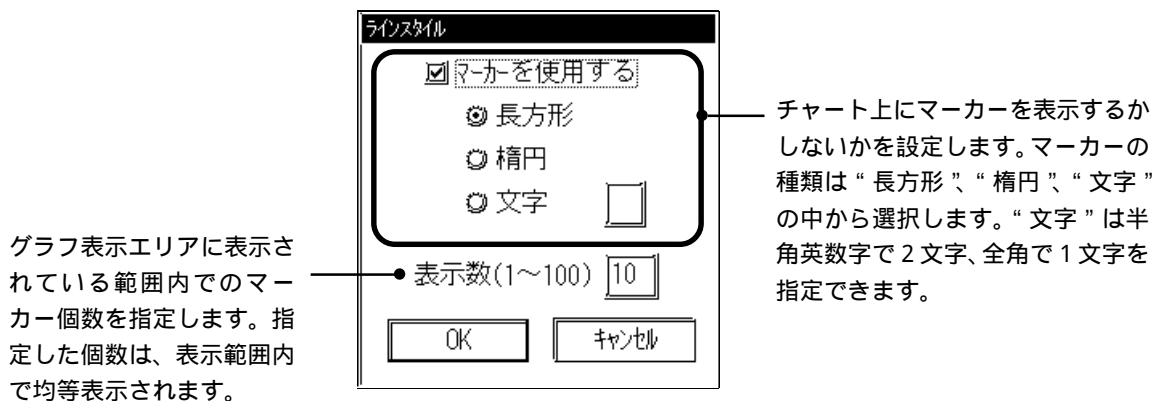 ラインスタイル
マーカーを使用する
長方形
楕円
文字
表示数(1～100) 10
OK キャンセル
チャート上にマーカーを表示するか
しないかを設定します。マーカーの
種類は“長方形”、“楕円”、“文字”
の中から選択します。“文字”は半
角英数字で2文字、全角で1文字を
指定できます。
グラフ表示エリアに表示さ
れている範囲内でのマー
カー個数を指定します。指
定した個数は、表示範囲内
で均等表示されます。